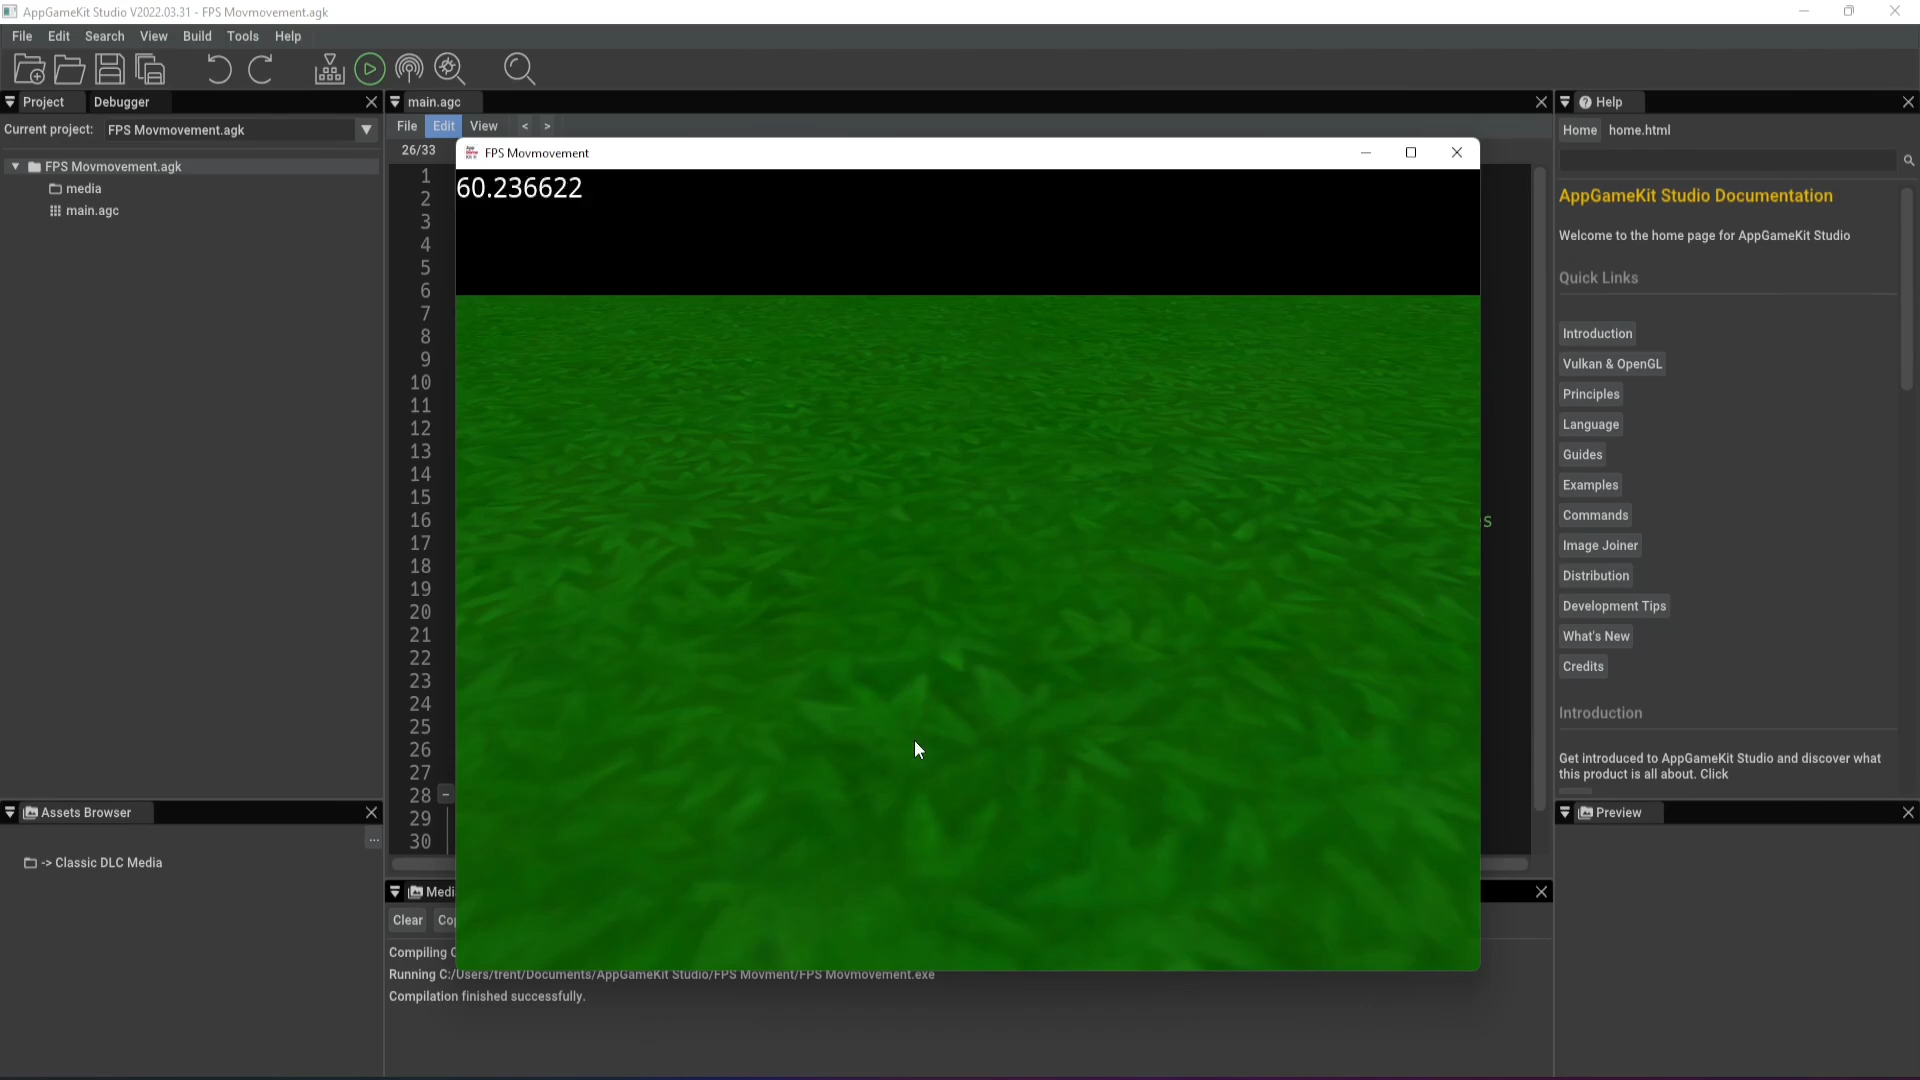 AppGameKit Studio V2022.03.31 - FPS Movmovement.agk
File Edit Search View Build Tools Help
Project Debugger
Current project: FPS Movmovement.agk
FPS Movmovement.agk
media
main.agc
Assets Browser
...
-> Classic DLC Media
main.agc
File Edit View < >
26/33
1
2
3
4
5
6
7
8
9
10
11
12
13
14
15
16
17
18
19
20
21
22
23
24
25
26
27
28
29
30
FPS Movmovement
60.236622
s
Medi
Clear Cop
Compiling C
Running C:/Users/trent/Documents/AppGameKit Studio/FPS Movment/FPS Movmovement.exe
Compilation finished successfully.
Help
Home home.html
AppGameKit Studio Documentation
Welcome to the home page for AppGameKit Studio
Quick Links
Introduction
Vulkan & OpenGL
Principles
Language
Guides
Examples
Commands
Image Joiner
Distribution
Development Tips
What's New
Credits
Introduction
Get introduced to AppGameKit Studio and discover what
this product is all about. Click
Preview